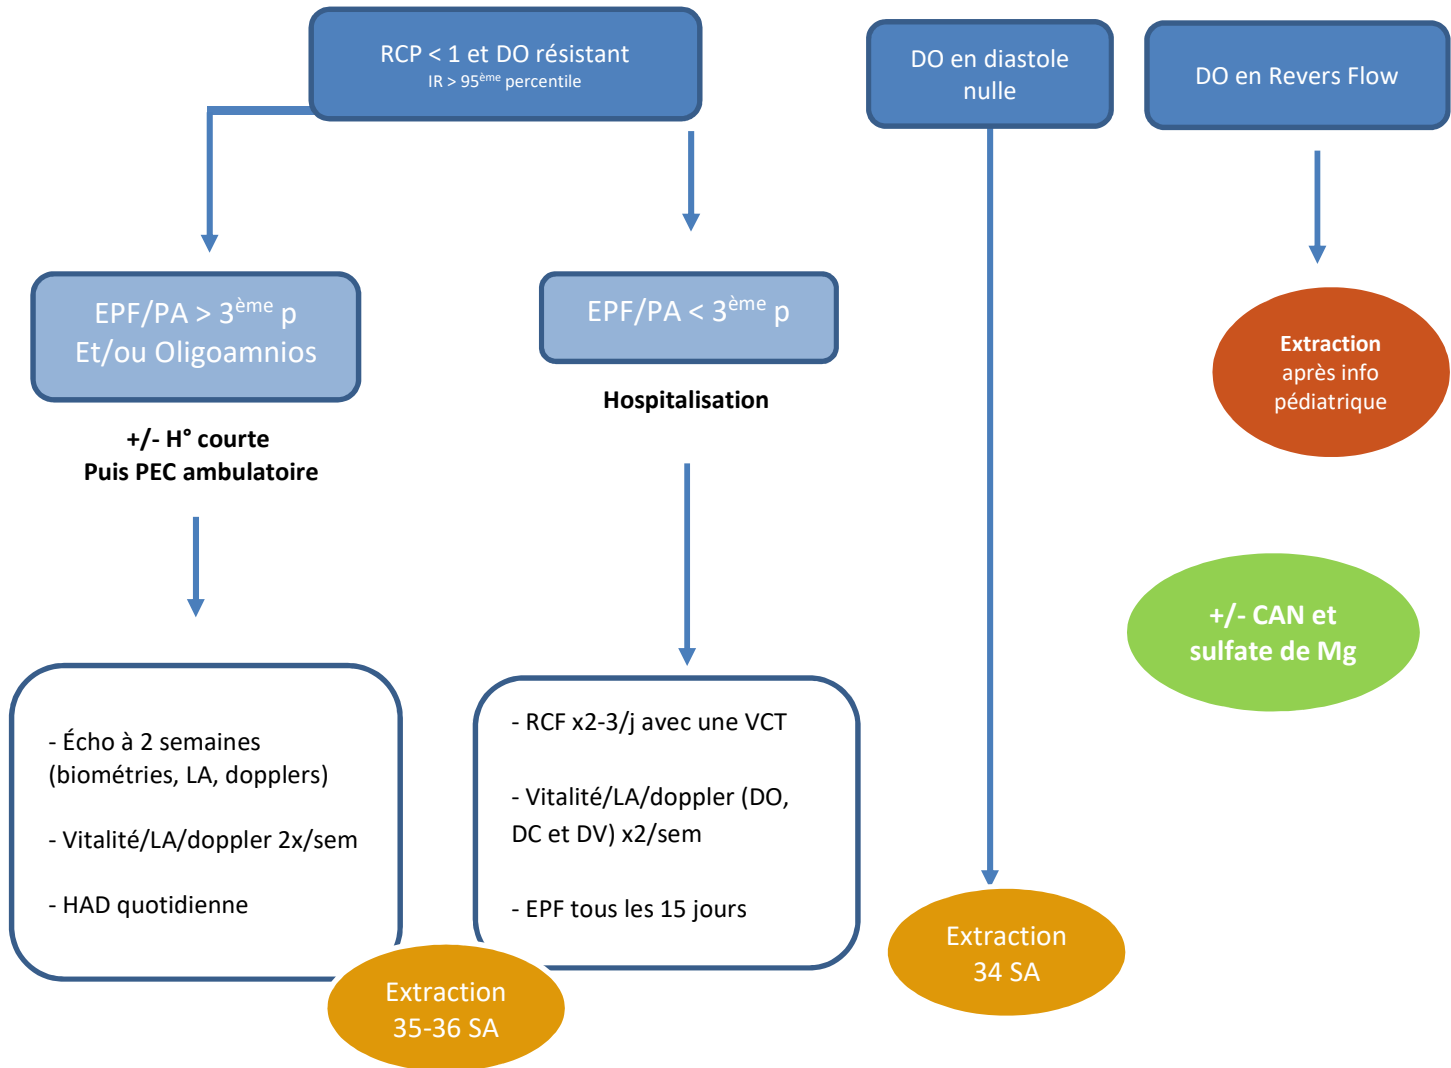 RCP < 1 et DO résistant
IR > 95ème percentile
DO en diastole
nulle
DO en Revers Flow
EPF/PA > 3ème p
Et/ou Oligoamnios
EPF/PA < 3ème p
Extraction
après info
pédiatrique
+/- H° courte
Puis PEC ambulatoire
Hospitalisation
+/- CAN et
sulfate de Mg
- Écho à 2 semaines
(biométries, LA, dopplers)
- Vitalité/LA/doppler 2x/sem
- HAD quotidienne
- RCF x2-3/j avec une VCT
- Vitalité/LA/doppler (DO,
DC et DV) x2/sem
- EPF tous les 15 jours
Extraction
35-36 SA
Extraction
34 SA